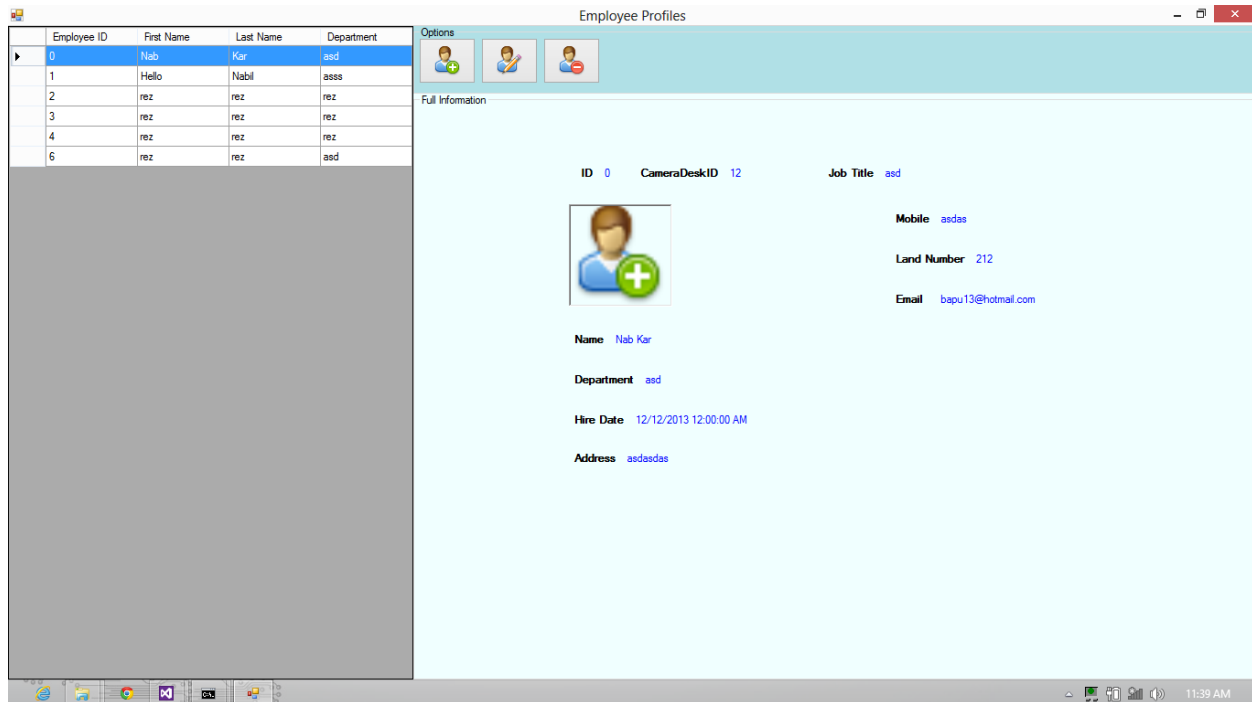 Employee Profiles
Employee ID First Name Last Name Department
0 Nab Kar asd
1 Hello Nabil asss
2 rez rez rez
3 rez rez rez
4 rez rez rez
6 rez rez asd
Options
Full Information
ID 0 CameraDeskID 12 Job Title asd
Mobile asdas
Land Number 212
Email bapu13@hotmail.com
Name Nab Kar
Department asd
Hire Date 12/12/2013 12:00:00 AM
Address asdasdas
C:\.
11:39 AM